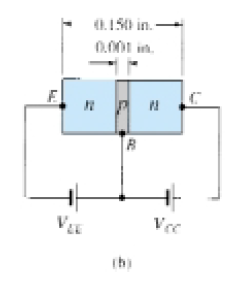 0.150 in.
0.001 in.
E n p n C
B
V_EE V_CC
(b)